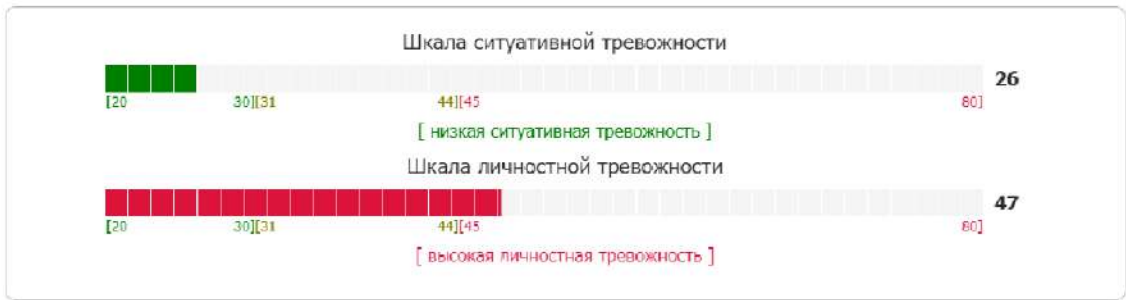 Шкала ситуативной тревожности
26
[20 30][31 44][45 80]
[ низкая ситуативная тревожность ]
Шкала личностной тревожности
47
[20 30][31 44][45 80]
[ высокая личностная тревожность ]